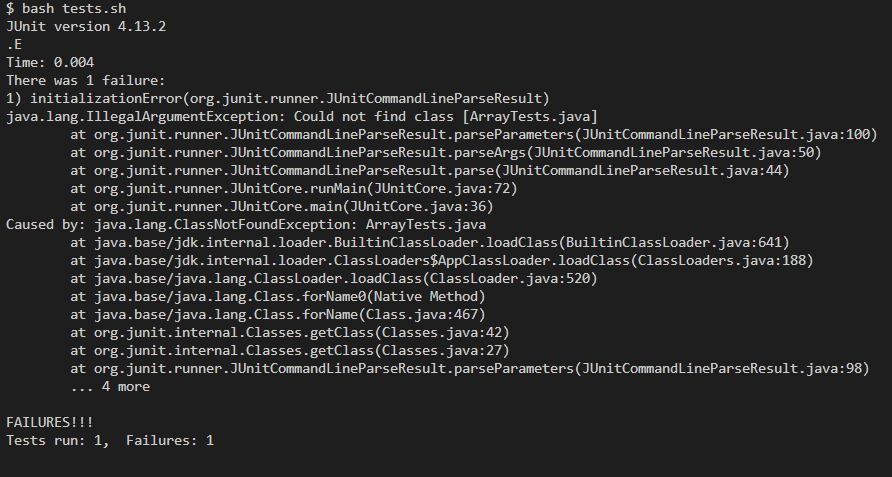 $ bash tests.sh
JUnit version 4.13.2
.E
Time: 0.004
There was 1 failure:
1) initializationError(org.junit.runner.JUnitCommandLineParseResult)
java.lang.IllegalArgumentException: Could not find class [ArrayTests.java]
        at org.junit.runner.JUnitCommandLineParseResult.parseParameters(JUnitCommandLineParseResult.java:100)
        at org.junit.runner.JUnitCommandLineParseResult.parseArgs(JUnitCommandLineParseResult.java:50)
        at org.junit.runner.JUnitCommandLineParseResult.parse(JUnitCommandLineParseResult.java:44)
        at org.junit.runner.JUnitCore.runMain(JUnitCore.java:72)
        at org.junit.runner.JUnitCore.main(JUnitCore.java:36)
Caused by: java.lang.ClassNotFoundException: ArrayTests.java
        at java.base/jdk.internal.loader.BuiltinClassLoader.loadClass(BuiltinClassLoader.java:641)
        at java.base/jdk.internal.loader.ClassLoaders$AppClassLoader.loadClass(ClassLoaders.java:188)
        at java.base/java.lang.ClassLoader.loadClass(ClassLoader.java:520)
        at java.base/java.lang.Class.forName0(Native Method)
        at java.base/java.lang.Class.forName(Class.java:467)
        at org.junit.internal.Classes.getClass(Classes.java:42)
        at org.junit.internal.Classes.getClass(Classes.java:27)
        at org.junit.runner.JUnitCommandLineParseResult.parseParameters(JUnitCommandLineParseResult.java:98)
        ... 4 more

FAILURES!!!
Tests run: 1,  Failures: 1